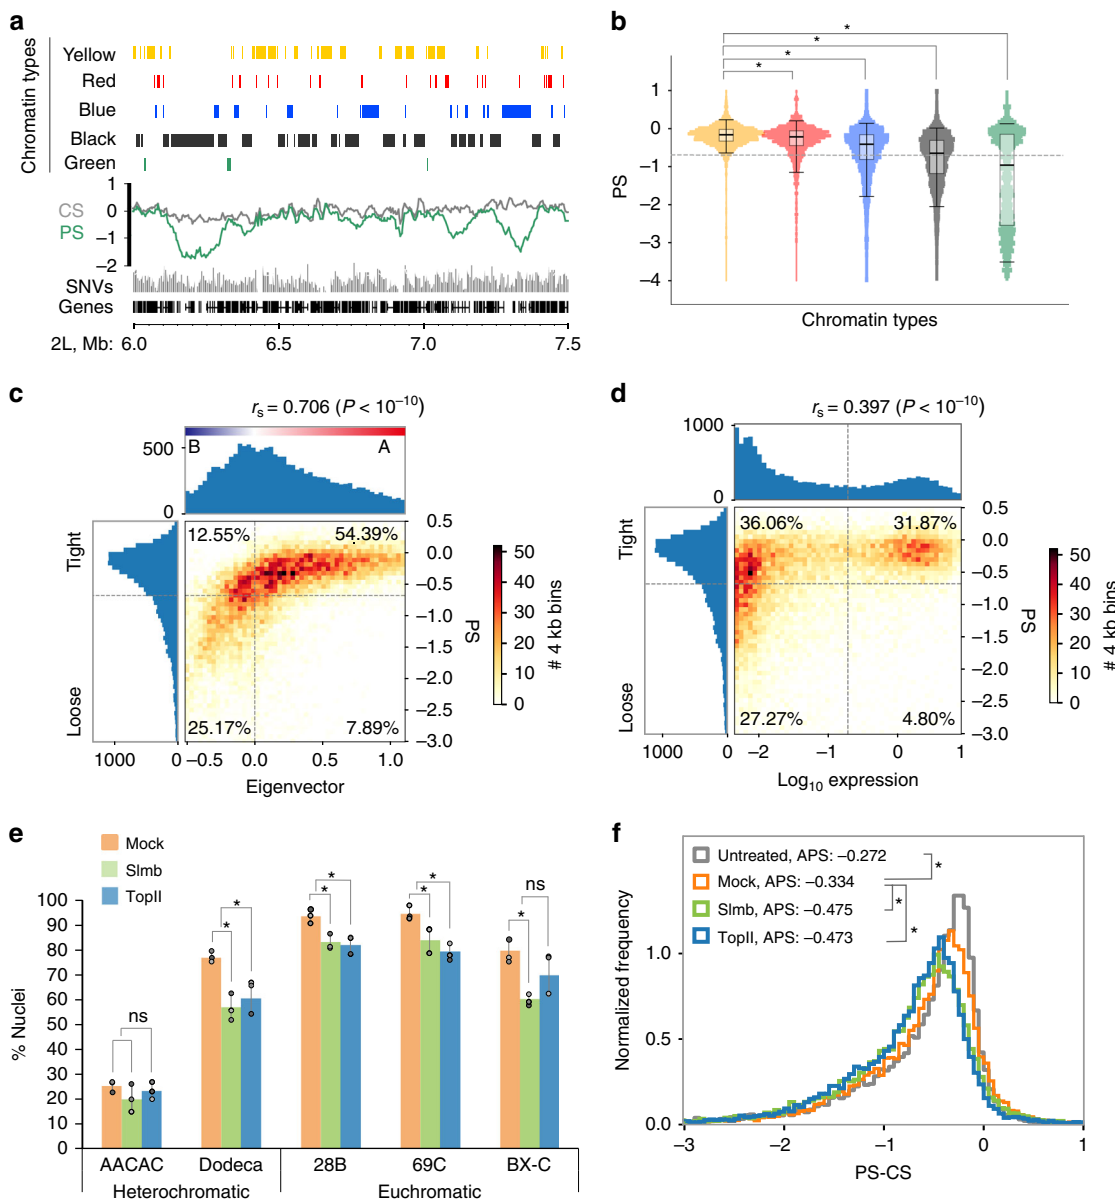 a
Chromatin types
Yellow
Red
Blue
Black
Green
CS
PS
1
0
−1
−2
SNVs
Genes
2L, Mb:
6.0
6.5
7.0
7.5
b
*
*
*
*
PS
1
0
−1
−2
−3
−4
Chromatin types
c
rs = 0.706 (P < 10−10)
B
A
500
0
Tight
Loose
12.55%
54.39%
25.17%
7.89%
0.5
0.0
−0.5
−1.0
−1.5
−2.0
−2.5
−3.0
PS
50
40
30
20
10
0
# 4 kb bins
1000
0
−0.5
0.0
0.5
1.0
Eigenvector
d
rs = 0.397 (P < 10−10)
1000
0
Tight
Loose
36.06%
31.87%
27.27%
4.80%
0.5
0.0
−0.5
−1.0
−1.5
−2.0
−2.5
−3.0
PS
50
40
30
20
10
0
# 4 kb bins
1000
0
−2
−1
0
1
Log10 expression
e
Mock
Slmb
TopII
% Nuclei
100
90
80
70
60
50
40
30
20
10
0
ns
*
*
*
*
*
*
*
ns
AACAC
Dodeca
28B
69C
BX-C
Heterochromatic
Euchromatic
f
Untreated, APS: −0.272
Mock, APS: −0.334
Slmb, APS: −0.475
TopII, APS: −0.473
*
*
*
Normalized frequency
1.0
0.5
0.0
−3
−2
−1
0
1
PS-CS